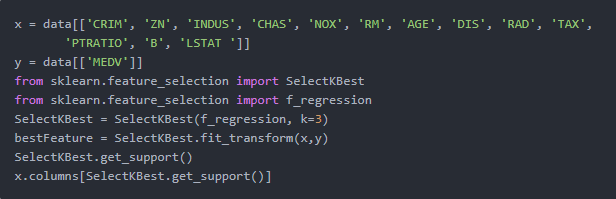 x = data[['CRIM', 'ZN', 'INDUS', 'CHAS', 'NOX', 'RM', 'AGE', 'DIS', 'RAD', 'TAX',
'PTRATIO', 'B', 'LSTAT ']]
y = data[['MEDV']]
from sklearn.feature_selection import SelectKBest
from sklearn.feature_selection import f_regression
SelectKBest = SelectKBest(f_regression, k=3)
bestFeature = SelectKBest.fit_transform(x,y)
SelectKBest.get_support()
x.columns[SelectKBest.get_support()]